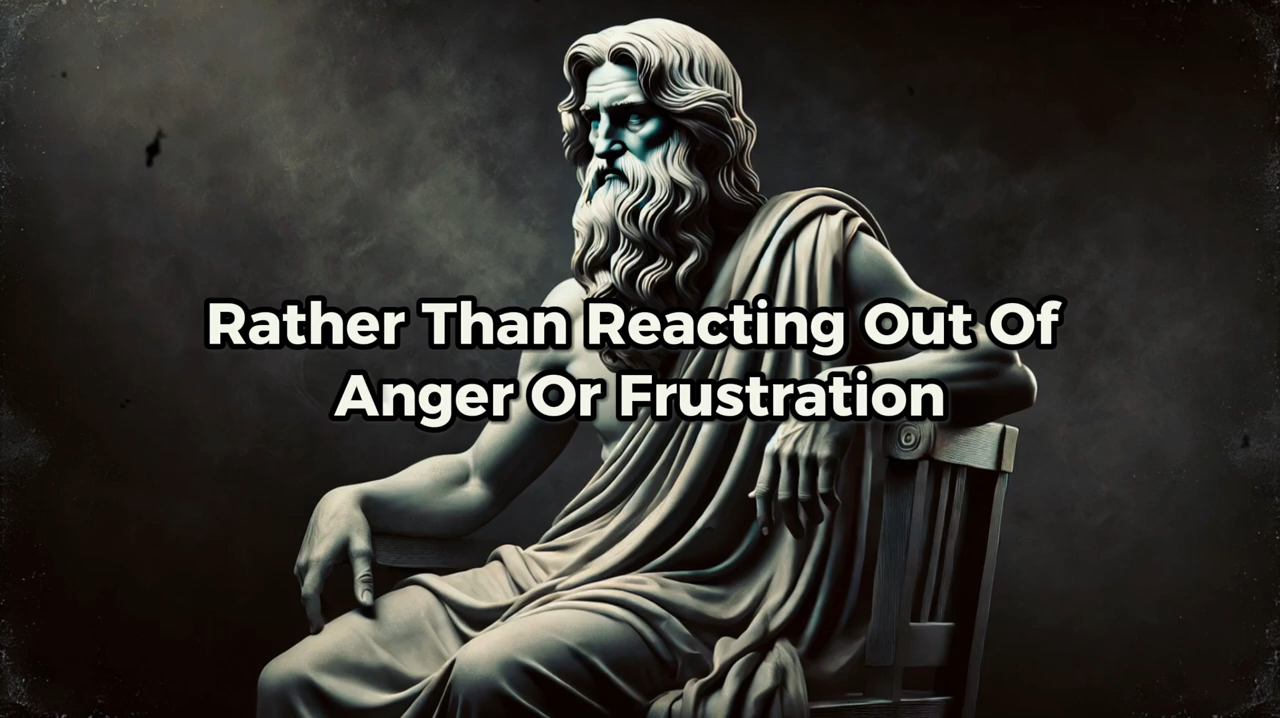 Rather Than Reacting Out Of
Anger Or Frustration